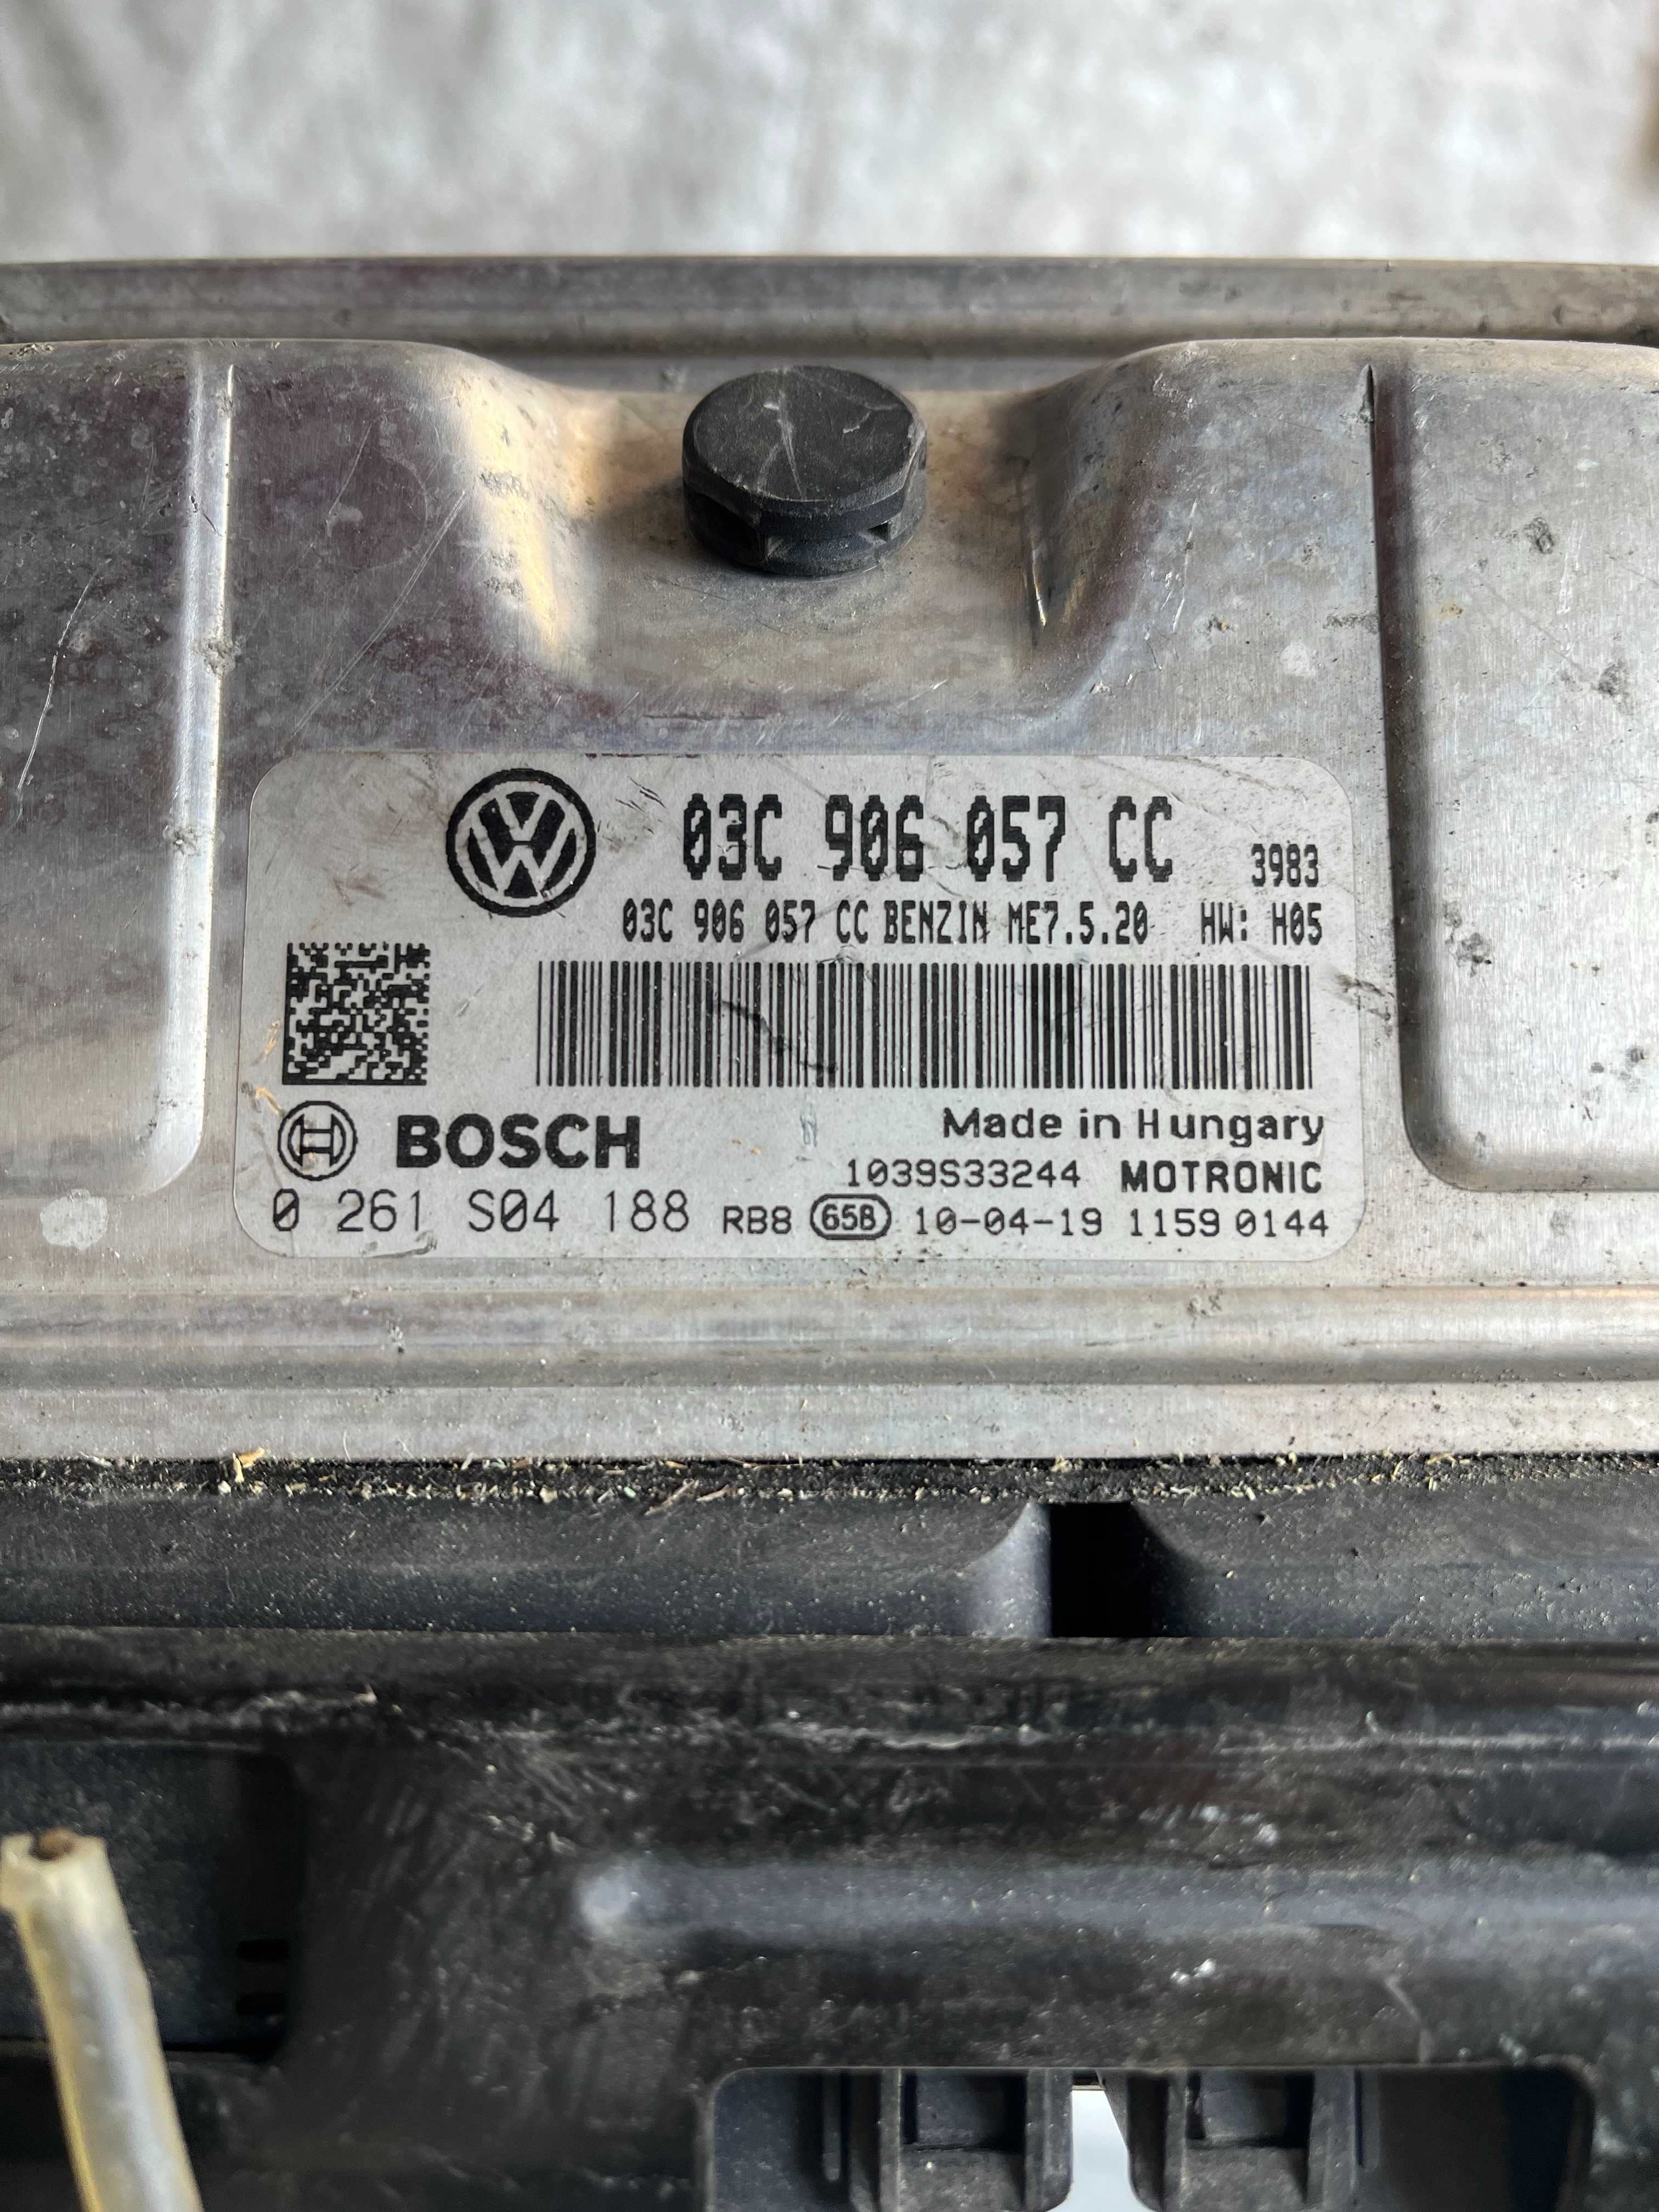 03C 906 057 CC 3983
03C 906 057 CC BENZIN ME7.5.20 HW: H05
BOSCH Made in Hungary
1039S33244 MOTRONIC
0 261 S04 188 RB8 65B 10-04-19 1159 0144